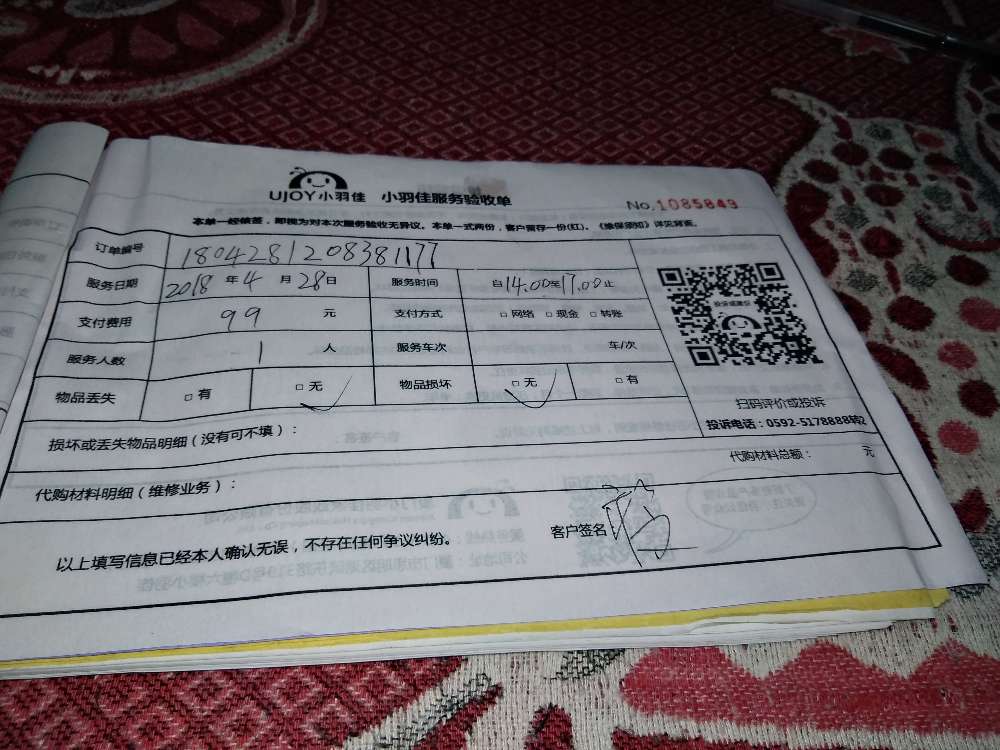 UJOY小羽佳 小羽佳服务验收单 No.1085849
本单一经核签，即视为对本次服务验收无异议。本单一式两份，客户留存一份(红)。《维保须知》详见背面。
订单编号 1804281208381177
服务日期 2018 年 4 月 28 日 服务时间 自 14.00 至 17.00 止
支付费用 99 元 支付方式 □ 网络 □ 现金 □ 转账
服务人数 1 人 服务车次 车/次
物品丢失 □ 有 □ 无 物品损坏 □ 无 □ 有
投诉或建议
扫码评价或投诉
投诉电话：0592-5178888转2
损坏或丢失物品明细（没有可不填）：
代购材料明细（维修业务）： 代购材料总额： 元
以上填写信息已经本人确认无误，不存在任何争议纠纷。 客户签名：